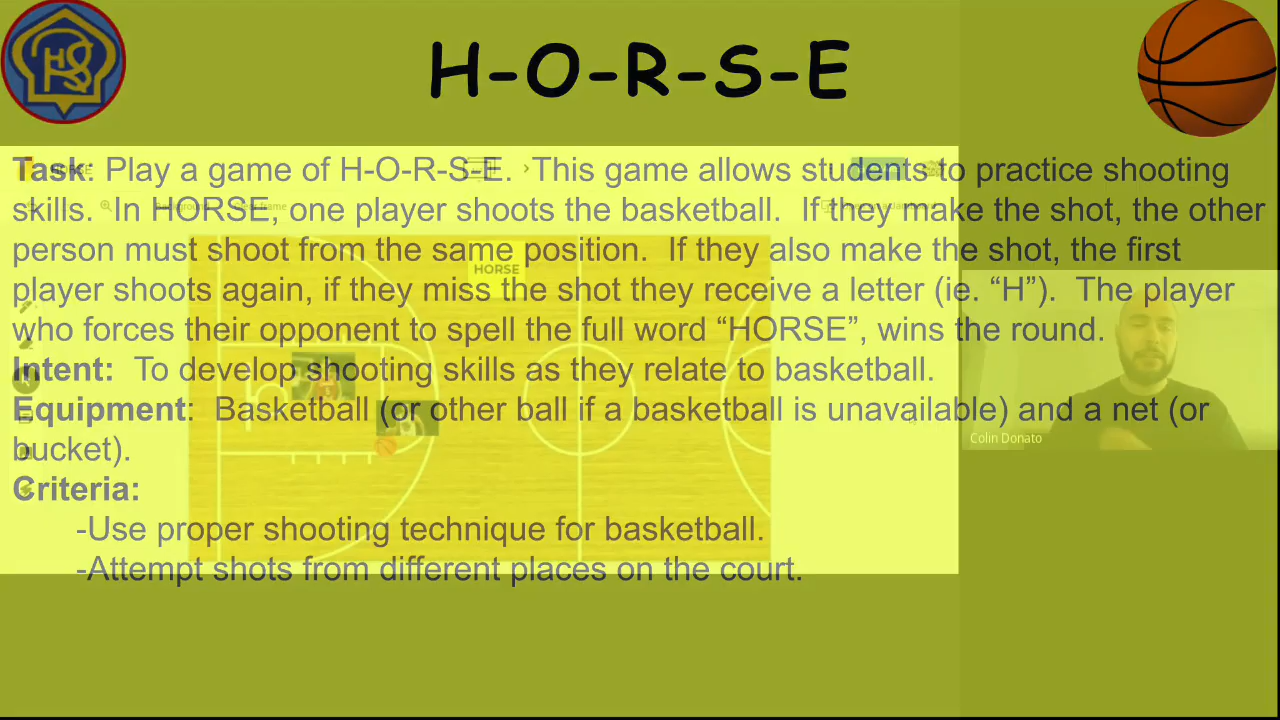 H-O-R-S-E
Task: Play a game of H-O-R-S-E. This game allows students to practice shooting
skills. In HORSE, one player shoots the basketball. If they make the shot, the other
person must shoot from the same position. If they also make the shot, the first
player shoots again, if they miss the shot they receive a letter (ie. “H”). The player
HORSE
who forces their opponent to spell the full word “HORSE”, wins the round.
Intent: To develop shooting skills as they relate to basketball.
Equipment: Basketball (or other ball if a basketball is unavailable) and a net (or
bucket).
Colin Donato
Criteria:
-Use proper shooting technique for basketball.
-Attempt shots from different places on the court.